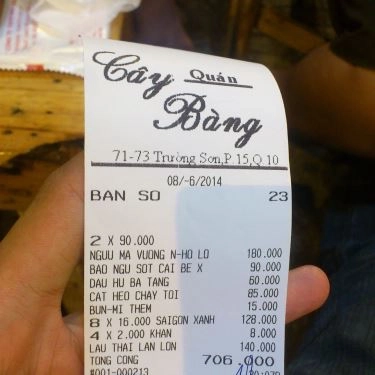 Quán
Cây
Bàng
71-73 Trường Sơn,P.15,Q 10
08/-6/2014
BAN SO 23
2 X 90.000
NGUU MA VUONG N-HO LO 180.000
BAO NGU SOT CAI BE X 90.000
DAU HU BA TANG 60.000
CAT HEO CHAY TOI 85.000
BUN-MI THEM 15.000
8 X 16.000 SAIGON XANH 128.000
4 X 2.000 KHAN 8.000
LAU THAI LAN LON 140.000
TONG CONG 706.000
#001-000213